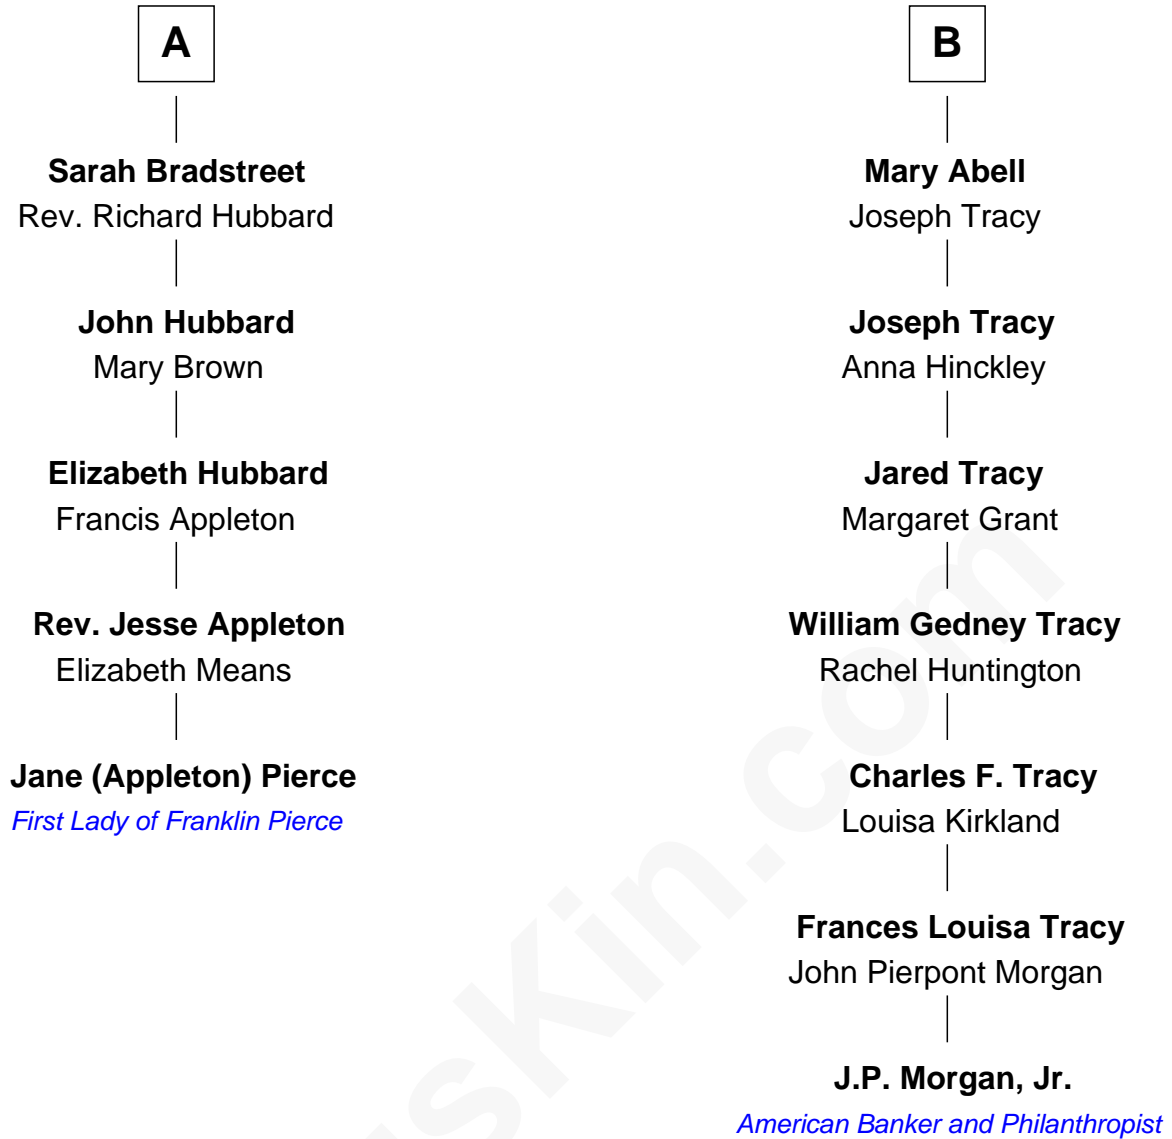 A
Sarah Bradstreet
Rev. Richard Hubbard
John Hubbard
Mary Brown
Elizabeth Hubbard
Francis Appleton
Rev. Jesse Appleton
Elizabeth Means
Jane (Appleton) Pierce
First Lady of Franklin Pierce
B
Mary Abell
Joseph Tracy
Joseph Tracy
Anna Hinckley
Jared Tracy
Margaret Grant
William Gedney Tracy
Rachel Huntington
Charles F. Tracy
Louisa Kirkland
Frances Louisa Tracy
John Pierpont Morgan
J.P. Morgan, Jr.
American Banker and Philanthropist